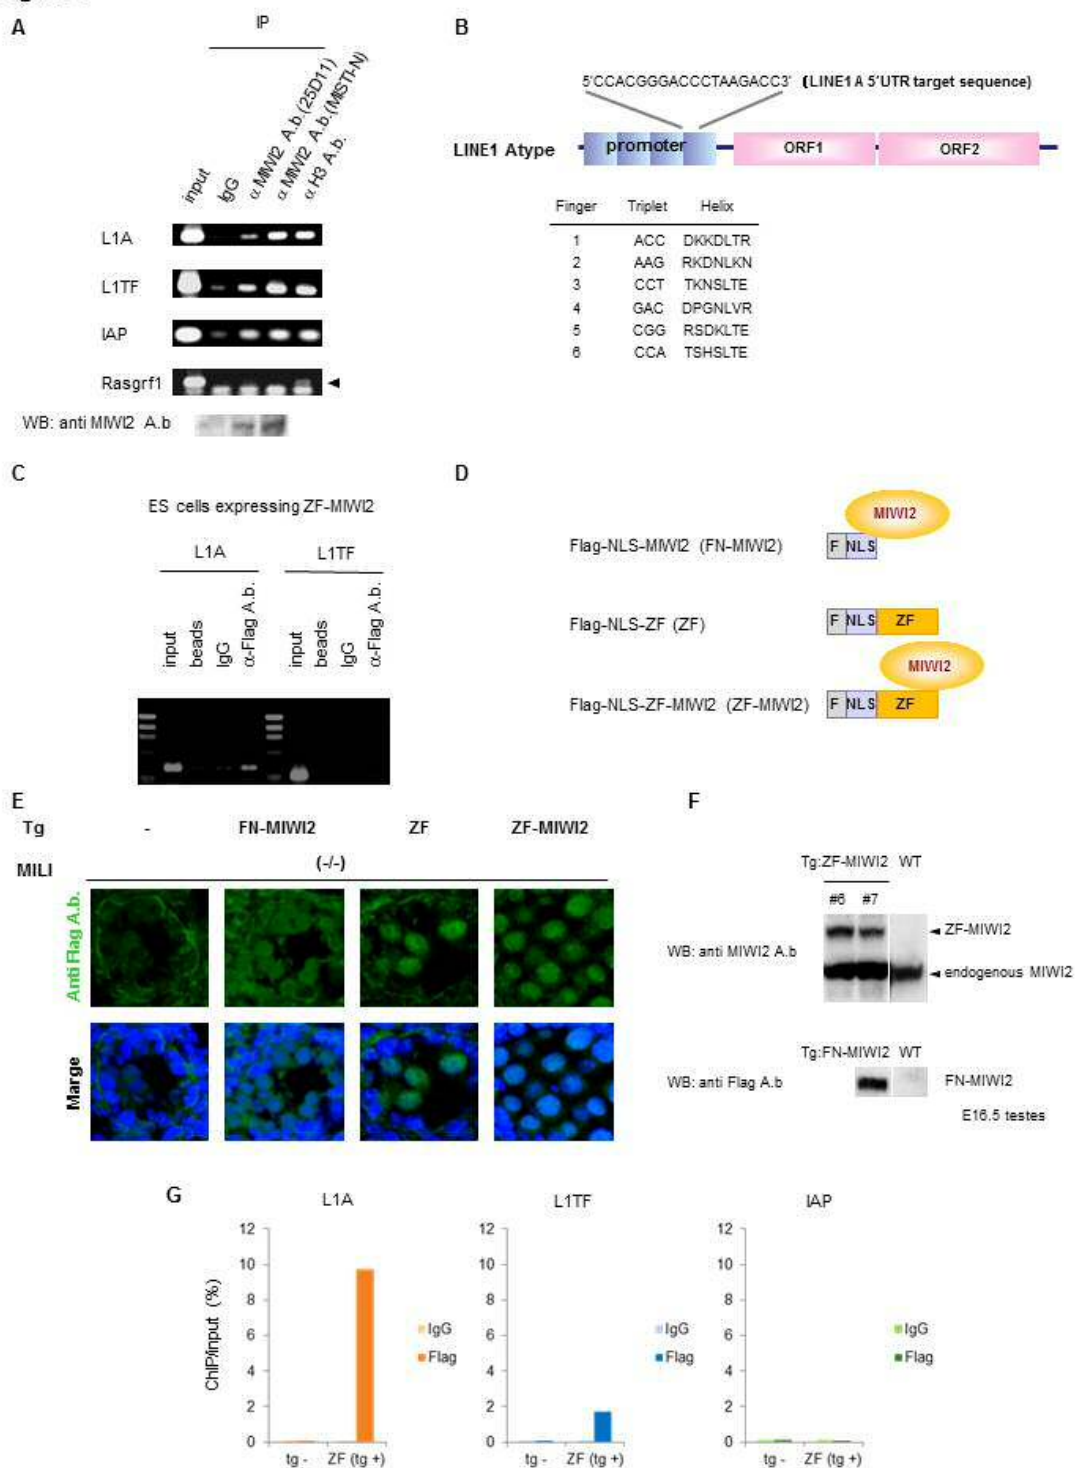 A
IP
input
IgG
α MIWI2 A.b.(25D11)
α MIWI2 A.b.(MISTI-N)
α H3 A.b.
L1A
L1TF
IAP
Rasgrf1
WB: anti MIWI2 A.b
B
5'CCACGGGACCCTAAGACC3' (LINE1 A 5'UTR target sequence)
LINE1 Atype
promoter
ORF1
ORF2
Finger Triplet Helix
1 ACC DKKDLTR
2 AAG RKDNLKN
3 CCT TKNSLTE
4 GAC DPGNLVR
5 CGG RSDKLTE
6 CCA TSHSLTE
C
ES cells expressing ZF-MIWI2
L1A L1TF
input
beads
IgG
α-Flag A.b.
input
beads
IgG
α-Flag A.b.
D
MIWI2
Flag-NLS-MIWI2 (FN-MIWI2) F NLS
Flag-NLS-ZF (ZF) F NLS ZF
MIWI2
Flag-NLS-ZF-MIWI2 (ZF-MIWI2) F NLS ZF
E
Tg - FN-MIWI2 ZF ZF-MIWI2
MILI (-/-)
Anti Flag A.b.
Marge
F
Tg:ZF-MIWI2 WT
#6 #7
WB: anti MIWI2 A.b
ZF-MIWI2
endogenous MIWI2
Tg:FN-MIWI2 WT
WB: anti Flag A.b
FN-MIWI2
E16.5 testes
G
L1A
ChIP/input (%)
12
10
8
6
4
2
0
tg - ZF (tg +)
IgG
Flag
L1TF
12
10
8
6
4
2
0
tg - ZF (tg +)
IgG
Flag
IAP
12
10
8
6
4
2
0
tg - ZF (tg +)
IgG
Flag